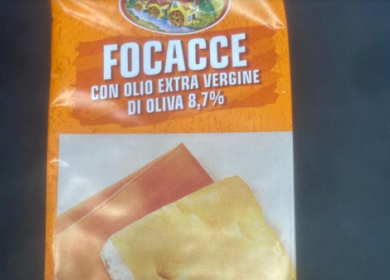 FOCACCE
CON OLIO EXTRA VERGINE
DI OLIVA 8,7%